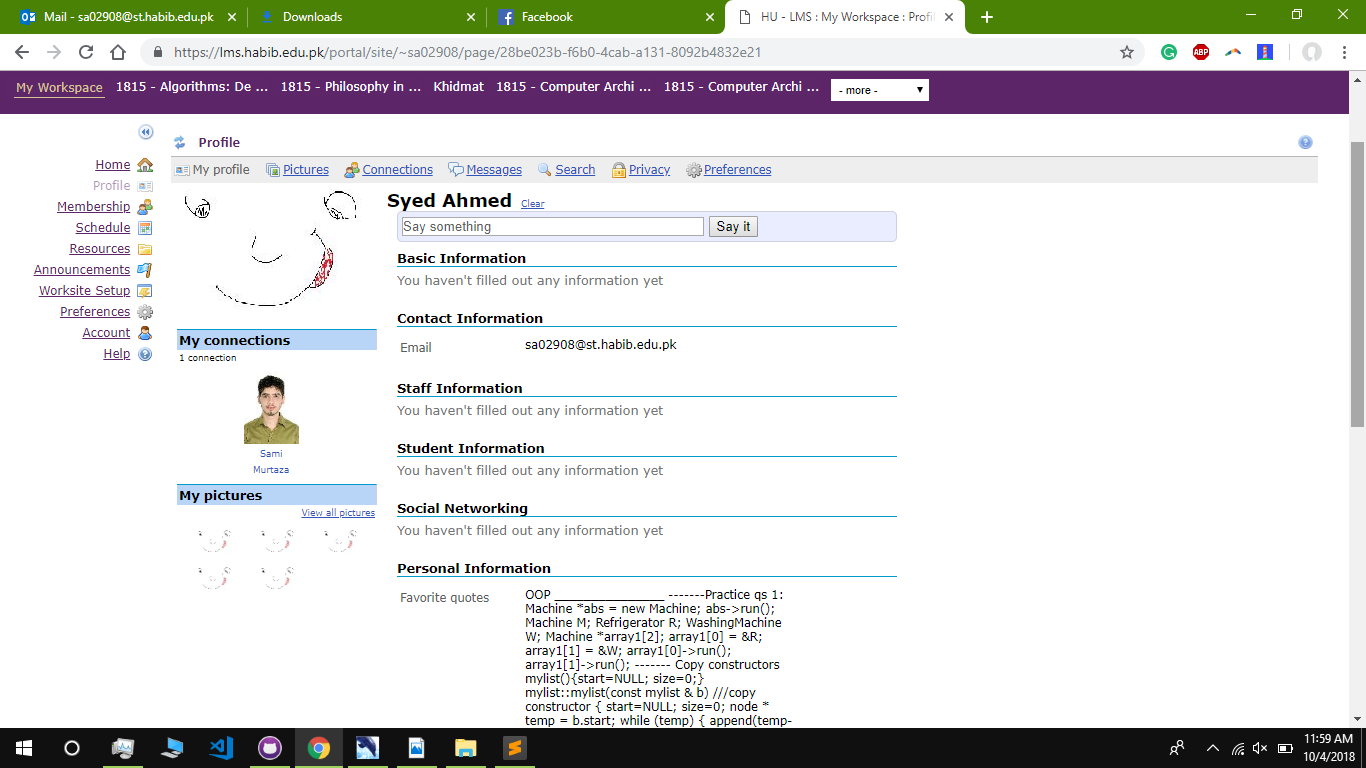 Mail - sa02908@st.habib.edu.pk
Downloads
Facebook
HU - LMS : My Workspace : Profil
https://lms.habib.edu.pk/portal/site/~sa02908/page/28be023b-f6b0-4cab-a131-8092b4832e21
ABP
My Workspace
1815 - Algorithms: De ...
1815 - Philosophy in ...
Khidmat
1815 - Computer Archi ...
1815 - Computer Archi ...
- more -
Profile
Home
Profile
Membership
Schedule
Resources
Announcements
Worksite Setup
Preferences
Account
Help
My profile
Pictures
Connections
Messages
Search
Privacy
Preferences
Syed Ahmed
Clear
Say something
Say it
My connections
1 connection
Sami
Murtaza
My pictures
View all pictures
Basic Information
You haven't filled out any information yet
Contact Information
Email
sa02908@st.habib.edu.pk
Staff Information
You haven't filled out any information yet
Student Information
You haven't filled out any information yet
Social Networking
You haven't filled out any information yet
Personal Information
Favorite quotes
OOP ________________ -------Practice qs 1:
Machine *abs = new Machine; abs->run();
Machine M; Refrigerator R; WashingMachine
W; Machine *array1[2]; array1[0] = &R;
array1[1] = &W; array1[0]->run();
array1[1]->run(); ------- Copy constructors
mylist(){start=NULL; size=0;}
mylist::mylist(const mylist & b) ///copy
constructor { start=NULL; size=0; node *
temp = b.start; while (temp) { append(temp-
11:59 AM
10/4/2018